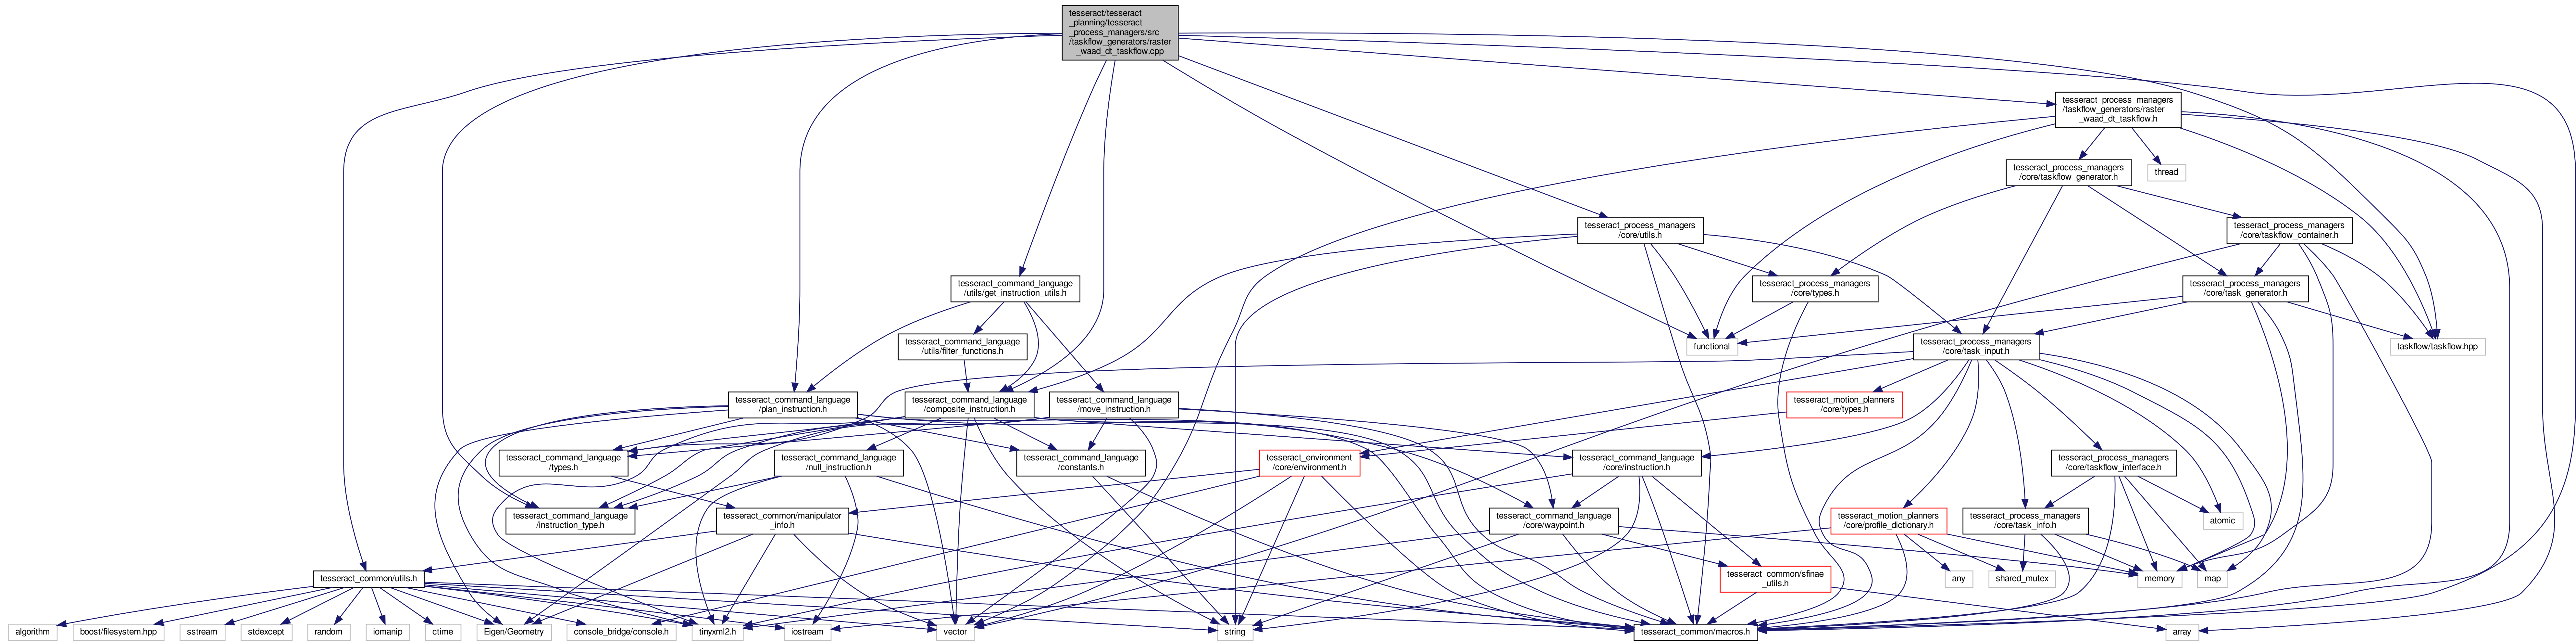 tesseract/tesseract
_planning/tesseract
_process_managers/src
/taskflow_generators/raster
_waad_dt_taskflow.cpp
tesseract_process_managers
/taskflow_generators/raster
_waad_dt_taskflow.h
tesseract_process_managers
/core/taskflow_generator.h
thread
tesseract_process_managers
/core/utils.h
tesseract_process_managers
/core/taskflow_container.h
tesseract_command_language
/utils/get_instruction_utils.h
tesseract_process_managers
/core/types.h
tesseract_process_managers
/core/task_generator.h
tesseract_command_language
/utils/filter_functions.h
functional
tesseract_process_managers
/core/task_input.h
taskflow/taskflow.hpp
tesseract_command_language
/plan_instruction.h
tesseract_command_language
/composite_instruction.h
tesseract_command_language
/move_instruction.h
tesseract_motion_planners
/core/types.h
tesseract_command_language
/types.h
tesseract_command_language
/null_instruction.h
tesseract_command_language
/constants.h
tesseract_environment
/core/environment.h
tesseract_command_language
/core/instruction.h
tesseract_process_managers
/core/taskflow_interface.h
tesseract_command_language
/instruction_type.h
tesseract_common/manipulator
_info.h
tesseract_command_language
/core/waypoint.h
tesseract_motion_planners
/core/profile_dictionary.h
tesseract_process_managers
/core/task_info.h
atomic
tesseract_common/utils.h
tesseract_common/sfinae
_utils.h
any
shared_mutex
memory
map
algorithm
boost/filesystem.hpp
sstream
stdexcept
random
iomanip
ctime
Eigen/Geometry
console_bridge/console.h
tinyxml2.h
iostream
vector
string
tesseract_common/macros.h
array